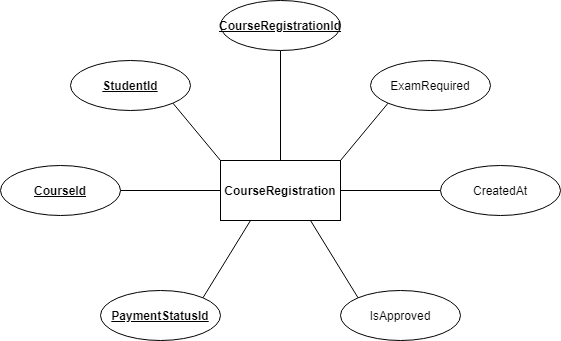 CourseRegistrationId
StudentId
ExamRequired
CourseId
CourseRegistration
CreatedAt
PaymentStatusId
IsApproved